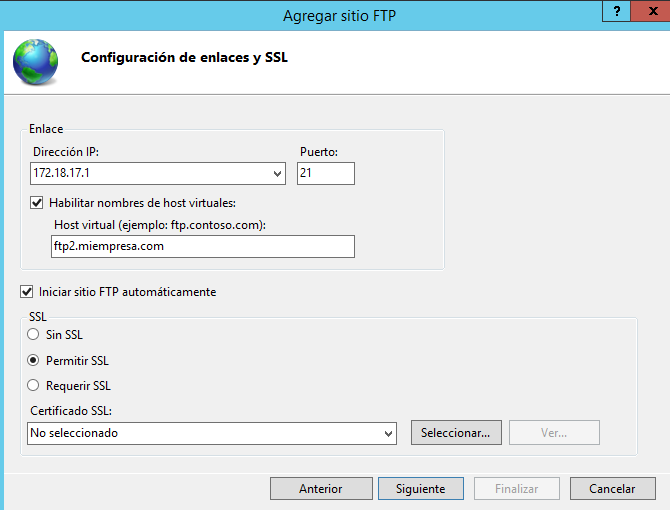 Agregar sitio FTP
?
x
Configuración de enlaces y SSL
Enlace
Dirección IP:
Puerto:
172.18.17.1
21
Habilitar nombres de host virtuales:
Host virtual (ejemplo: ftp.contoso.com):
ftp2.miempresa.com
Iniciar sitio FTP automáticamente
SSL
Sin SSL
Permitir SSL
Requerir SSL
Certificado SSL:
No seleccionado
Seleccionar...
Ver...
Anterior
Siguiente
Finalizar
Cancelar